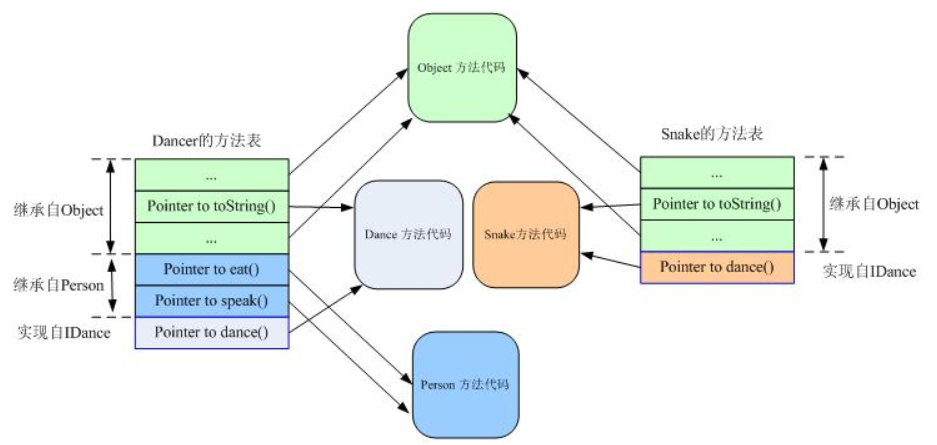 Object 方法代码
Dancer的方法表
Snake的方法表
...
Pointer to toString()
...
Pointer to eat()
Pointer to speak()
Pointer to dance()
继承自Object
继承自Person
实现自IDance
Dance 方法代码
Snake方法代码
Person 方法代码
...
Pointer to toString()
...
Pointer to dance()
继承自Object
实现自IDance